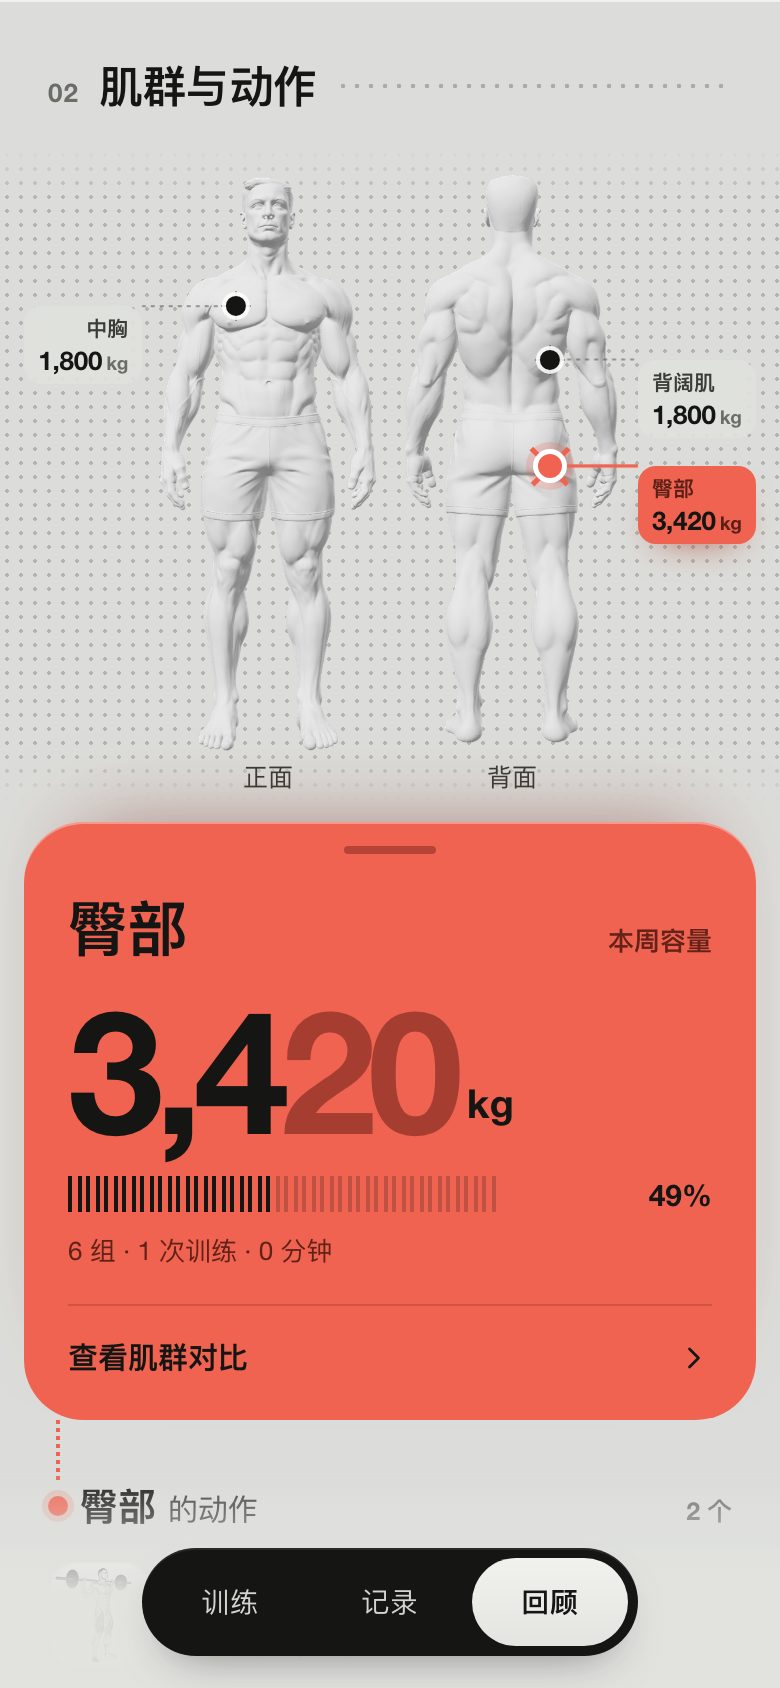 02 肌群与动作
中胸
1,800 kg
背阔肌
1,800 kg
臀部
3,420 kg
正面
背面
臀部
本周容量
3,420 kg
49%
6 组 · 1 次训练 · 0 分钟
查看肌群对比
臀部 的动作
2 个
训练
记录
回顾